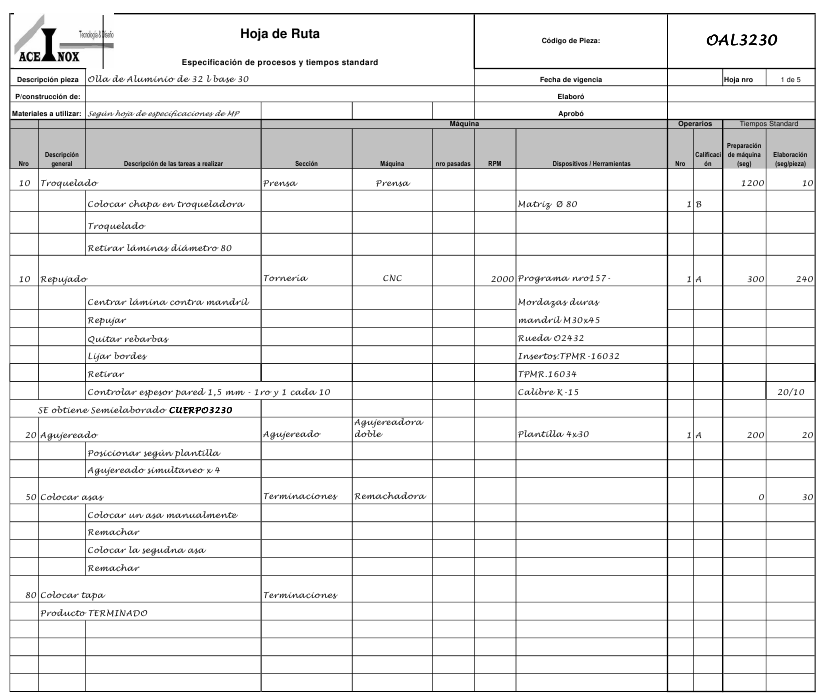 Tecnología & Diseño
ACE INOX
Hoja de Ruta
Especificación de procesos y tiempos standard
Código de Pieza:
OAL3230
Descripción pieza Olla de Aluminio de 32 l base 30 Fecha de vigencia Hoja nro 1 de 5
P/construcción de: Elaboró
Materiales a utilizar: Según hoja de especificaciones de MP Aprobó
Máquina Operarios Tiempos Standard
Nro Descripción general Descripción de las tareas a realizar Sección Máquina nro pasadas RPM Dispositivos / Herramientas Nro Calificación Preparación de máquina (seg) Elaboración (seg/pieza)
10 Troquelado Prensa Prensa 1200 10
Colocar chapa en troqueladora Matriz Ø 80 1 B
Troquelado
Retirar láminas diámetro 80
10 Repujado Tornería CNC 2000 Programa nro157- 1 A 300 240
Centrar lámina contra mandril Mordazas duras
Repujar mandril M30x45
Quitar rebarbas Rueda O2432
Lijar bordes Insertos:TPMR-16032
Retirar TPMR.16034
Controlar espesor pared 1,5 mm - 1ro y 1 cada 10 Calibre K-15 20/10
SE obtiene Semielaborado CUERPO3230
20 Agujereado Agujereado Agujereadora doble Plantilla 4x30 1 A 200 20
Posicionar según plantilla
Agujereado simultaneo x 4
50 Colocar asas Terminaciones Remachadora 0 30
Colocar un asa manualmente
Remachar
Colocar la segudna asa
Remachar
80 Colocar tapa Terminaciones
Producto TERMINADO